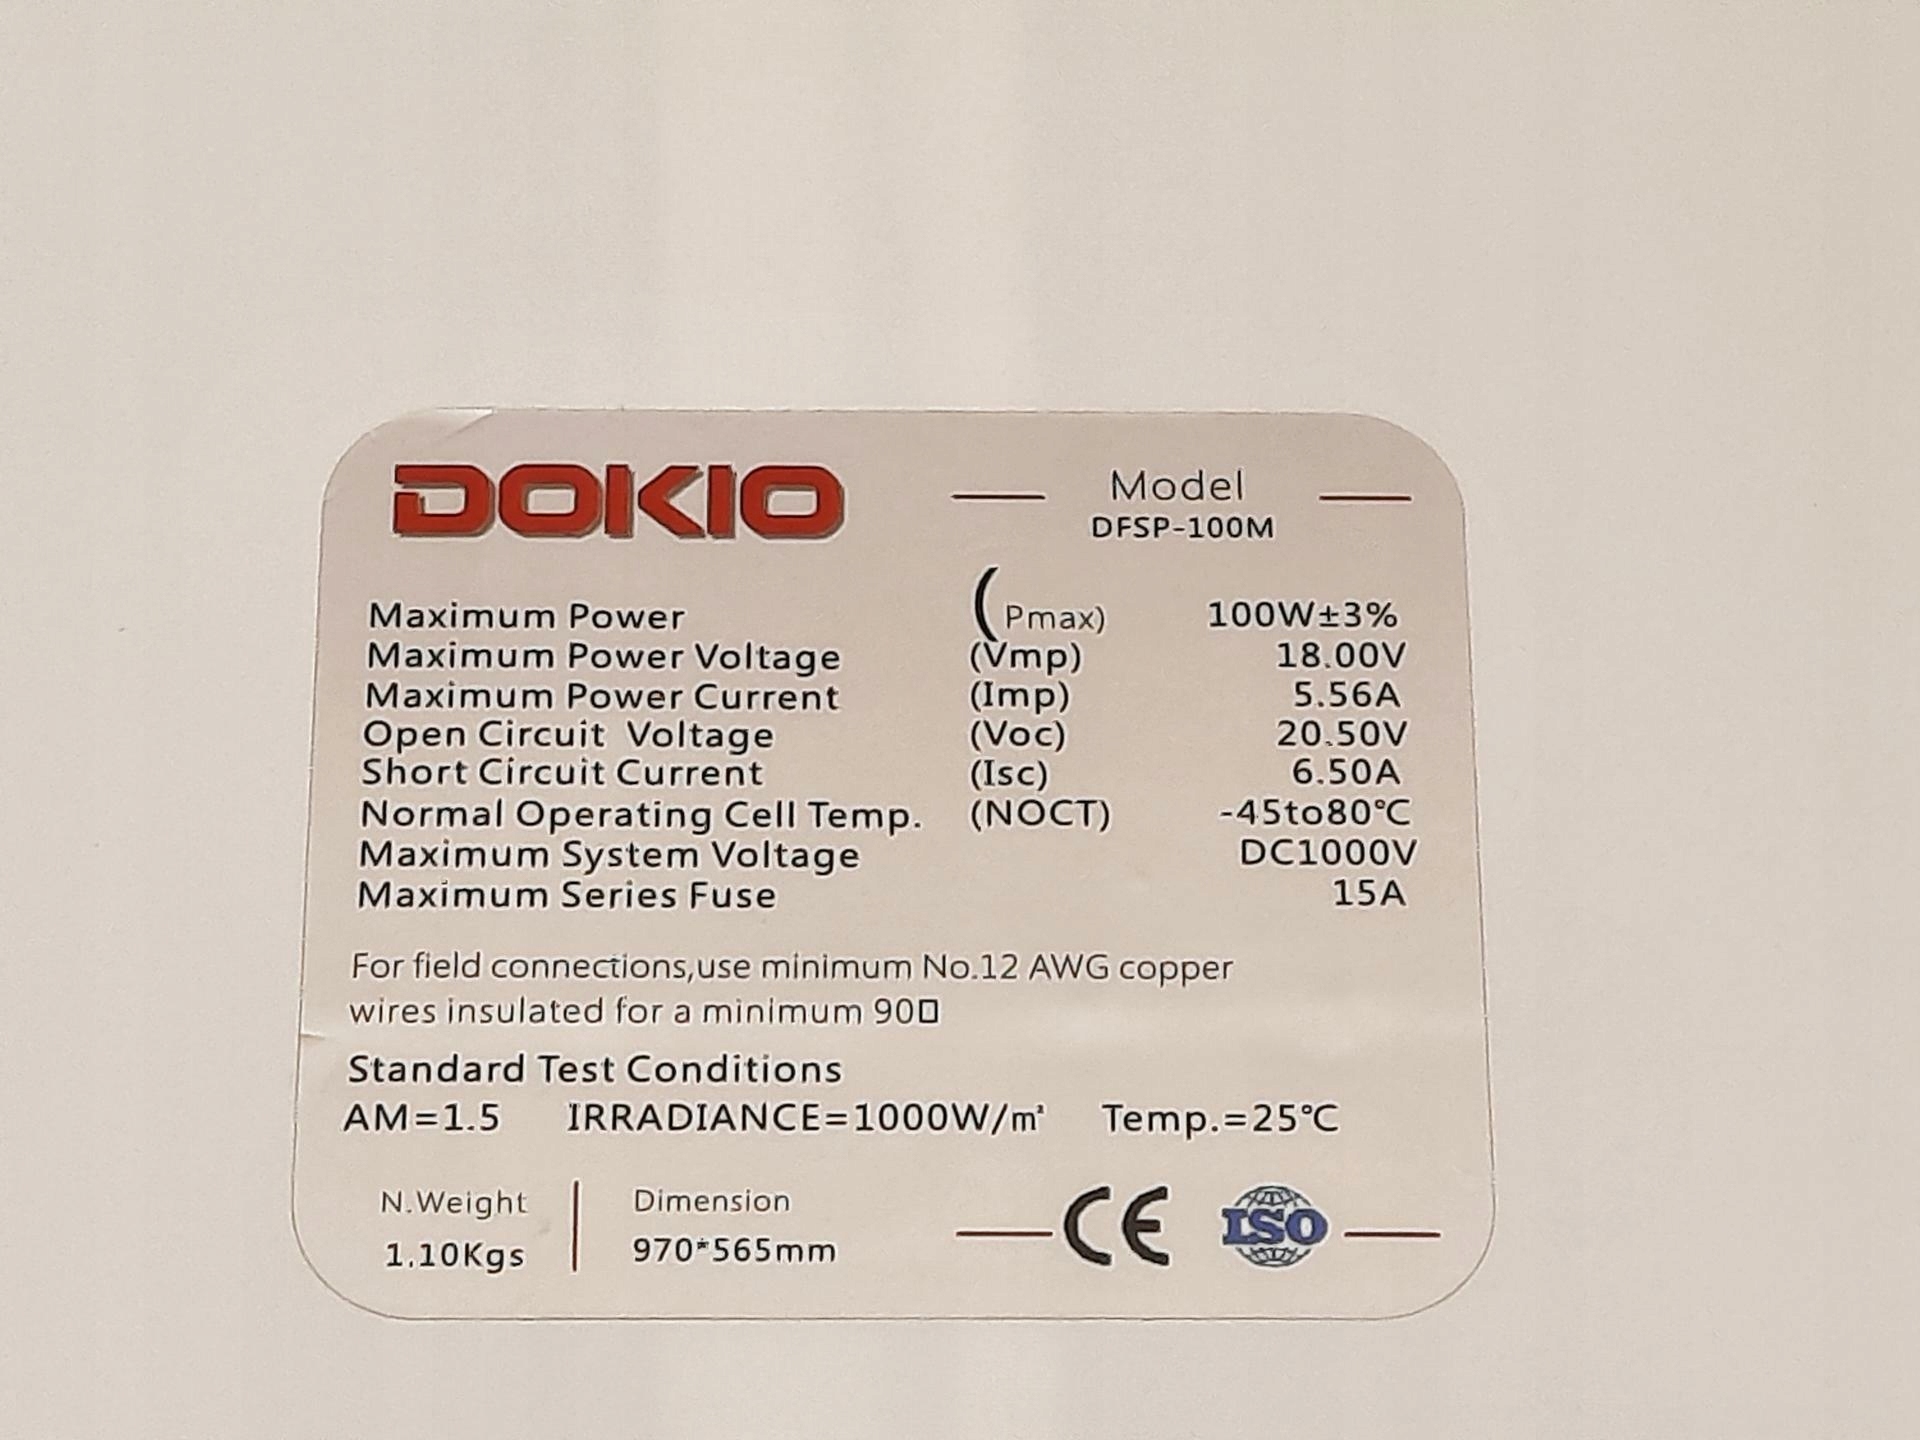 DOKIO
Model
DFSP-100M
Maximum Power (Pmax) 100W±3%
Maximum Power Voltage (Vmp) 18.00V
Maximum Power Current (Imp) 5.56A
Open Circuit Voltage (Voc) 20.50V
Short Circuit Current (Isc) 6.50A
Normal Operating Cell Temp. (NOCT) -45to80℃
Maximum System Voltage DC1000V
Maximum Series Fuse 15A
For field connections,use minimum No.12 AWG copper
wires insulated for a minimum 90□
Standard Test Conditions
AM=1.5 IRRADIANCE=1000W/㎡ Temp.=25℃
N.Weight
1.10Kgs
Dimension
970*565mm
CE
ISO